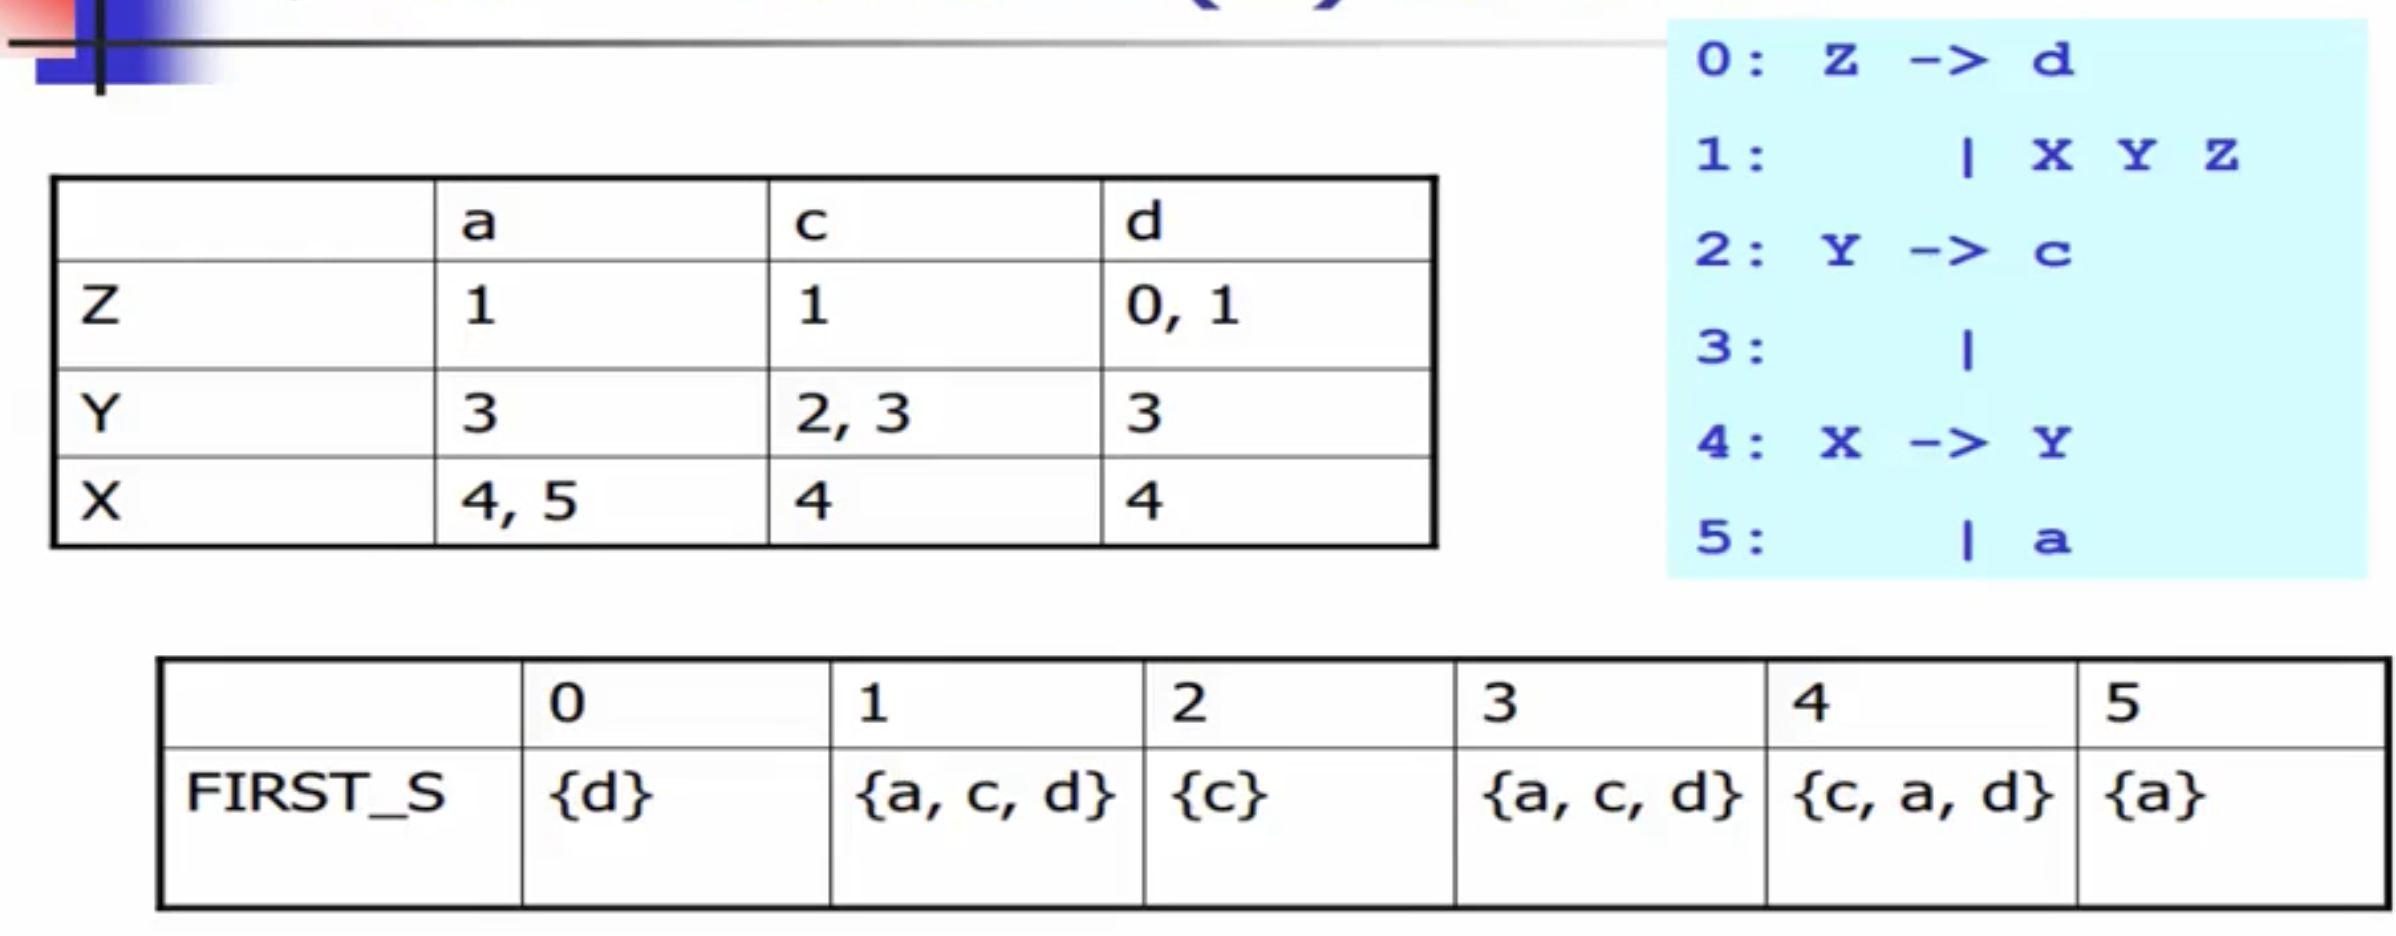 0: Z -> d
1: | X Y Z
2: Y -> c
3: |
4: X -> Y
5: | a
a c d
Z 1 1 0, 1
Y 3 2, 3 3
X 4, 5 4 4
0 1 2 3 4 5
FIRST_S {d} {a, c, d} {c} {a, c, d} {c, a, d} {a}